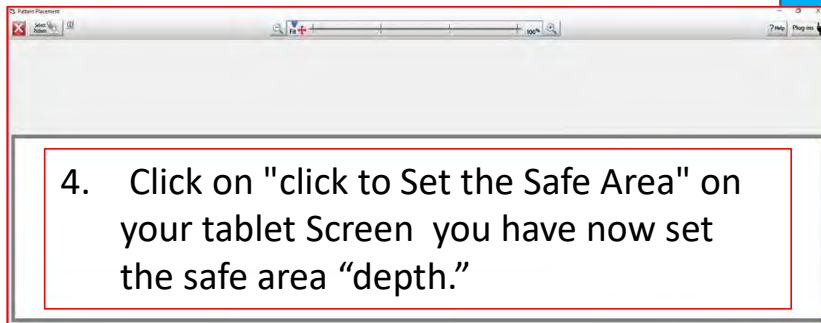 Pattern Placement
Select Pattern
Fit
100%
? Help
Plug-ins
4. Click on "click to Set the Safe Area" on
your tablet Screen you have now set
the safe area “depth.”